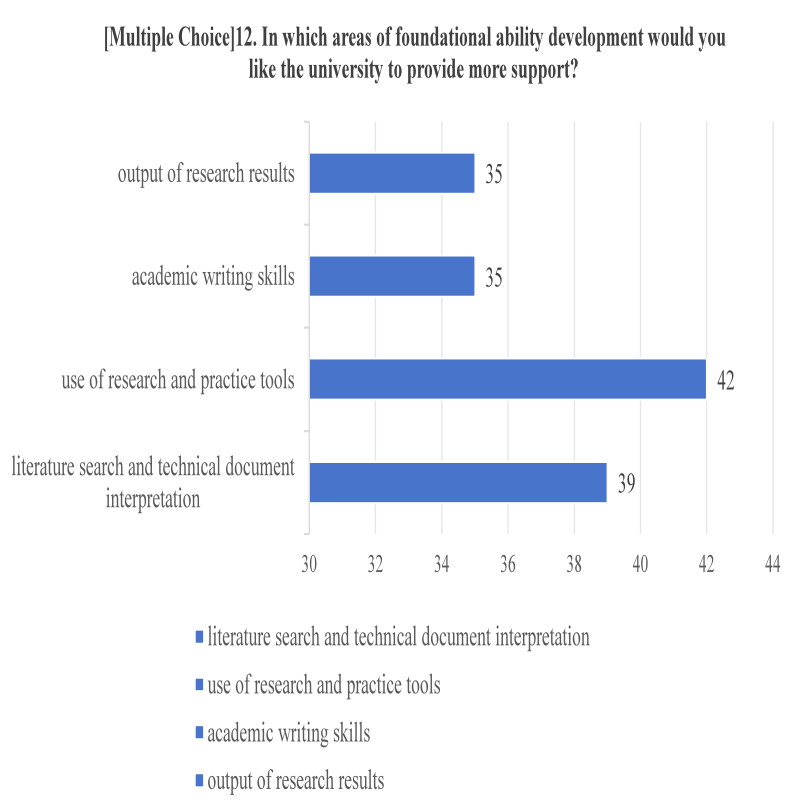 [Multiple Choice]12. In which areas of foundational ability development would you
like the university to provide more support?
output of research results
35
academic writing skills
35
use of research and practice tools
42
literature search and technical document
interpretation
39
30 32 34 36 38 40 42 44
literature search and technical document interpretation
use of research and practice tools
academic writing skills
output of research results